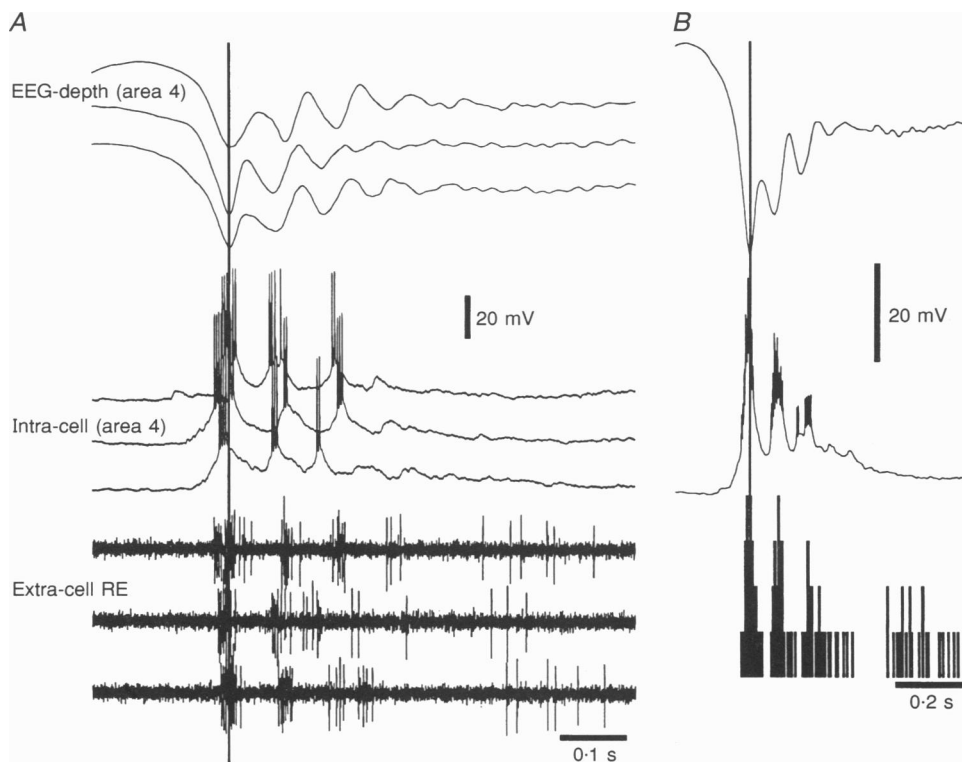 A
B
EEG-depth (area 4)
20 mV
20 mV
Intra-cell (area 4)
Extra-cell RE
0·1 s
0·2 s